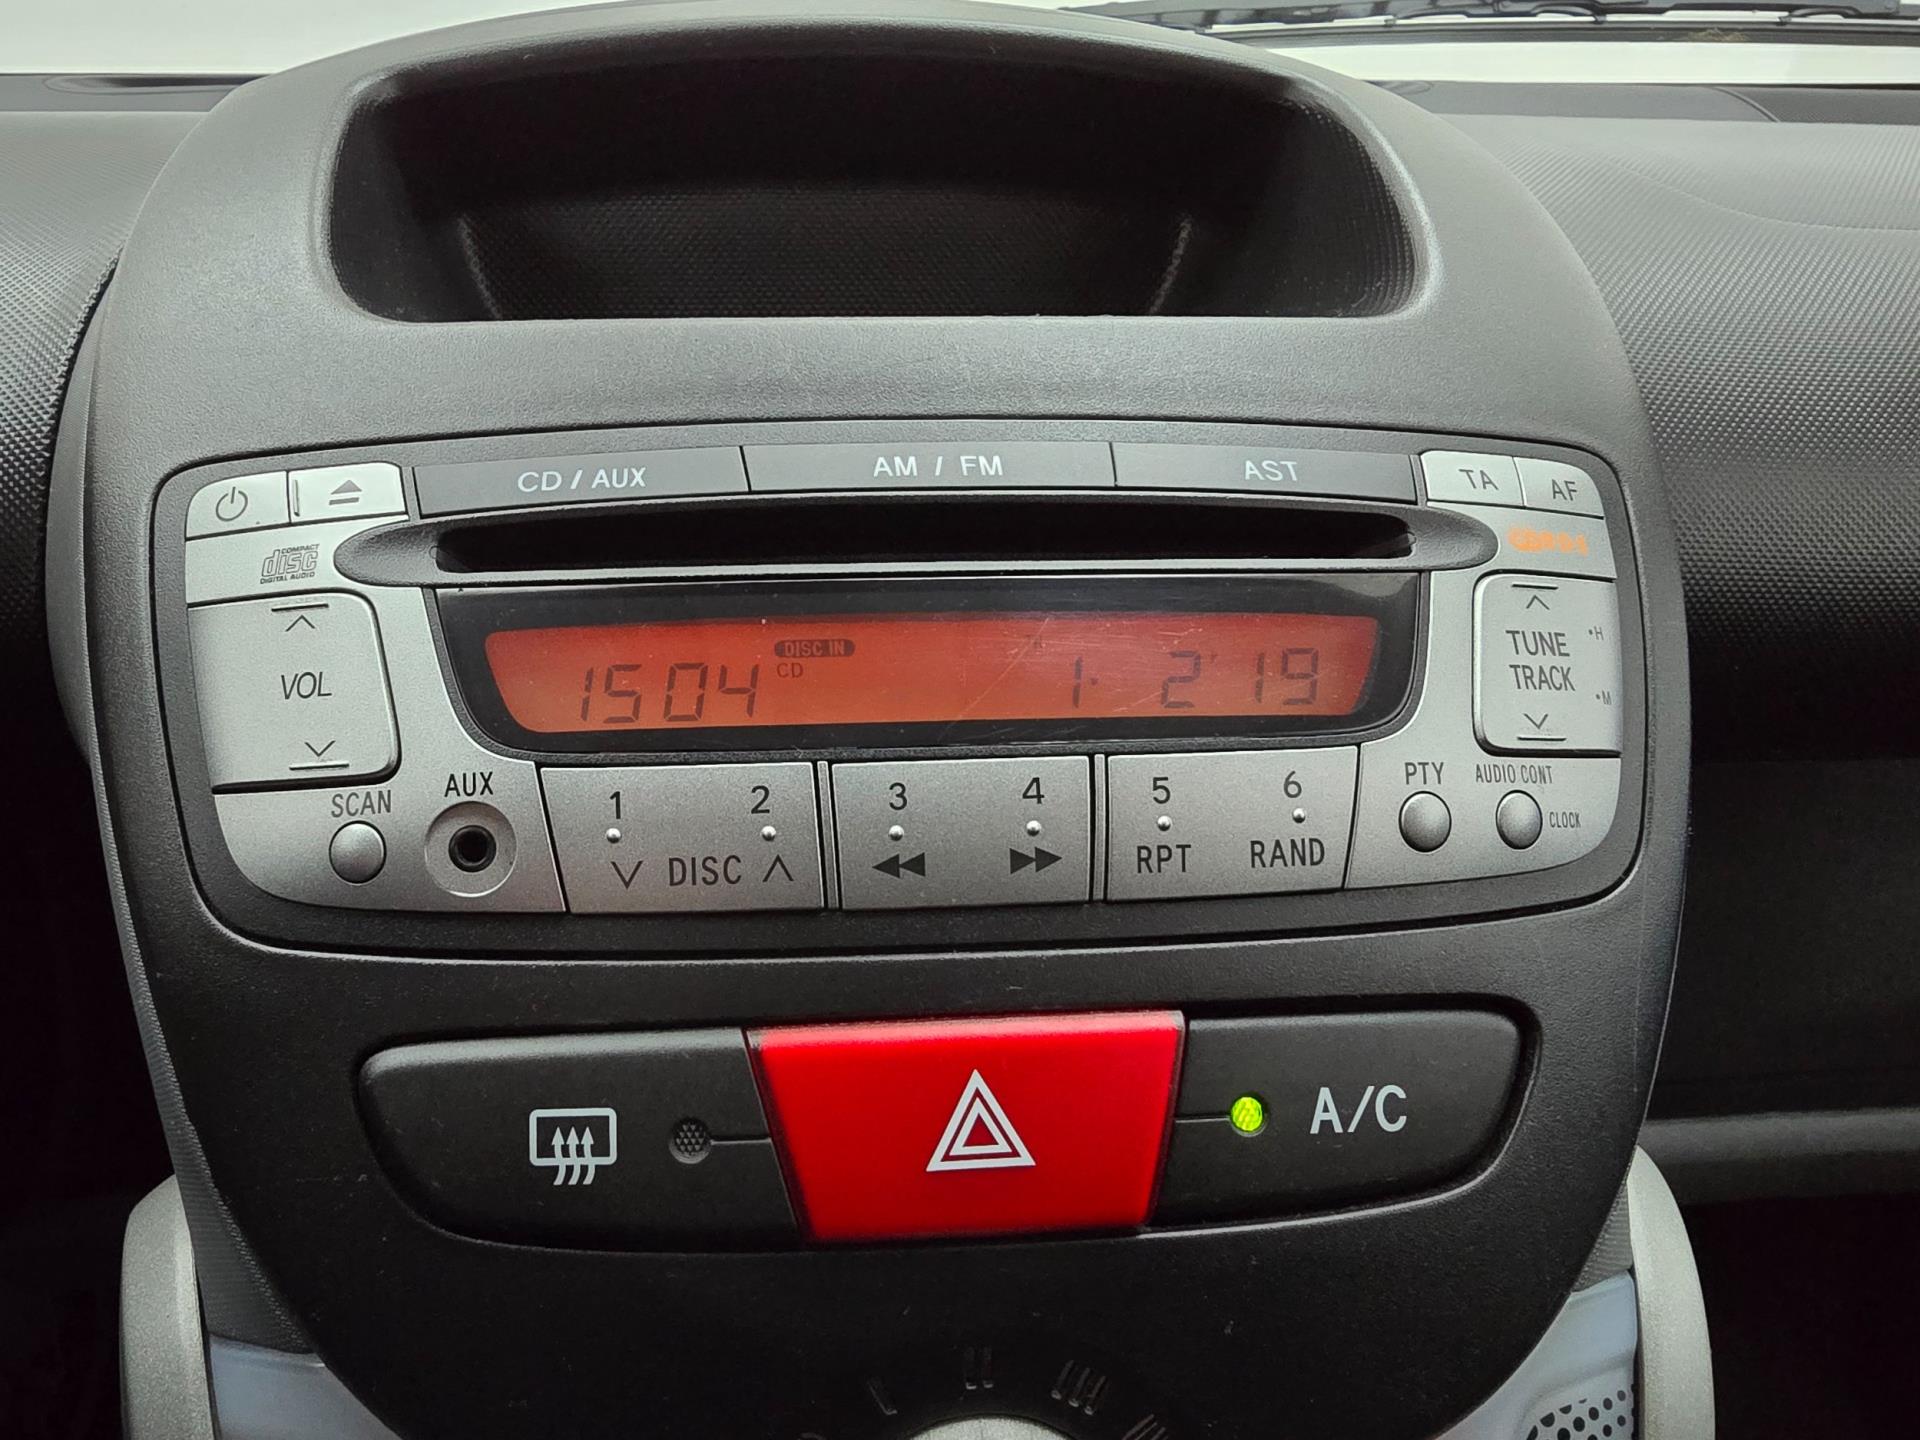 CD / AUX AM / FM AST TA AF
COMPACT
disc
DIGITAL AUDIO
VOL
DISC IN
1504 CD 1. 2'19
TUNE
TRACK
•H
•M
SCAN
AUX
1 2 3 4 5 6
DISC RPT RAND
PTY
AUDIO CONT
CLOCK
A/C